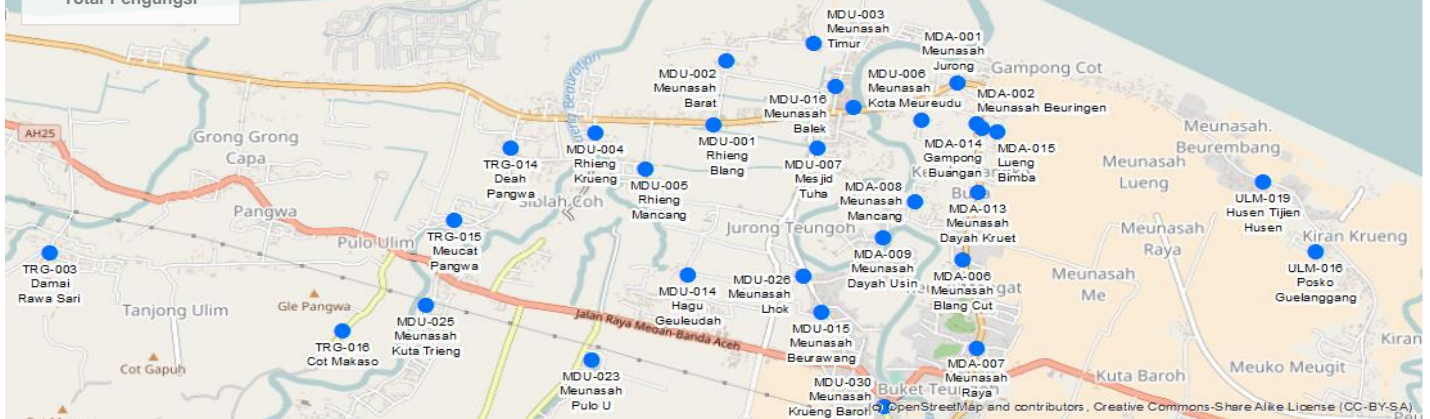 Total Pengungsi
MDU-003
Meunasah
Timur
MDA-001
Meunasah
Jurong
Gampong Cot
MDU-002
Meunasah
Barat
MDU-006
Meunasah
Kota Meureudu
MDU-016
Meunasah
Balek
MDA-002
Meunasah Beuringen
AH25
Grong Grong
Capa
Beauratjan
MDU-004
Rhieng
Krueng
MDU-001
Rhieng
Blang
MDU-007
Mesjid
Tuha
MDA-014
Gampong
Buangan
MDA-015
Lueng
Bimba
Meunasah.
Beurembang
Meunasah
Lueng
TRG-014
Deah
Pangwa
MDU-005
Rhieng
Mancang
Siblah Coh
MDA-008
Meunasah
Mancang
MDA-013
Meunasah
Dayah Kruet
ULM-019
Husen Tijien
Husen
Pangwa
Pulo Ulim
TRG-015
Meucat
Pangwa
Jurong Teungoh
Meunasah
Raya
Kiran Krueng
TRG-003
Damai
Rawa Sari
MDA-009
Meunasah
Dayah Usin
MDA-006
Meunasah
Blang Cut
Meunasah
Me
ULM-016
Posko
Guelanggang
Tanjong Ulim
Gle Pangwa
MDU-014
Hagu
Geuleudah
MDU-026
Meunasah
Lhok
MDU-025
Meunasah
Kuta Trieng
Jalan Raya Medan-Banda Aceh
MDU-015
Meunasah
Beurawang
TRG-016
Cot Makaso
Cot Gapuh
MDU-023
Meunasah
Pulo U
MDA-007
Meunasah
Raya
Kuta Baroh
Meuko Meugit
Kiran
MDU-030
Meunasah
Krueng Baroh
Buket Teungoh
(c) OpenStreetMap and contributors, Creative Commons-Share Alike License (CC-BY-SA)